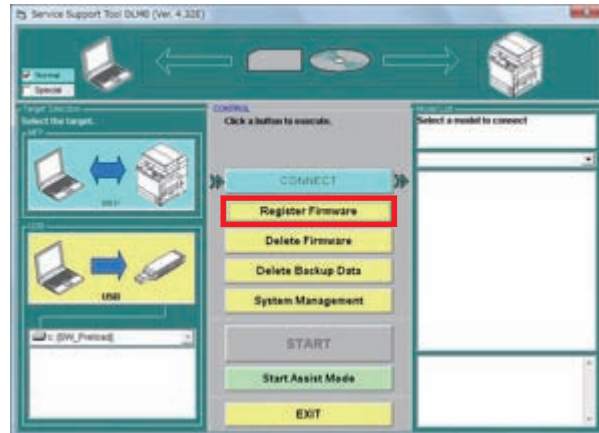 Service Support Tool DLM0 (Ver. 4.32E)
Normal
Special
Target Selection
Select the target.
MFP
MFP
USB
USB
c: [SW_Preload]
CONTROL
Click a button to execute.
CONNECT
Register Firmware
Delete Firmware
Delete Backup Data
System Management
START
Start Assist Mode
EXIT
Model List
Select a model to connect